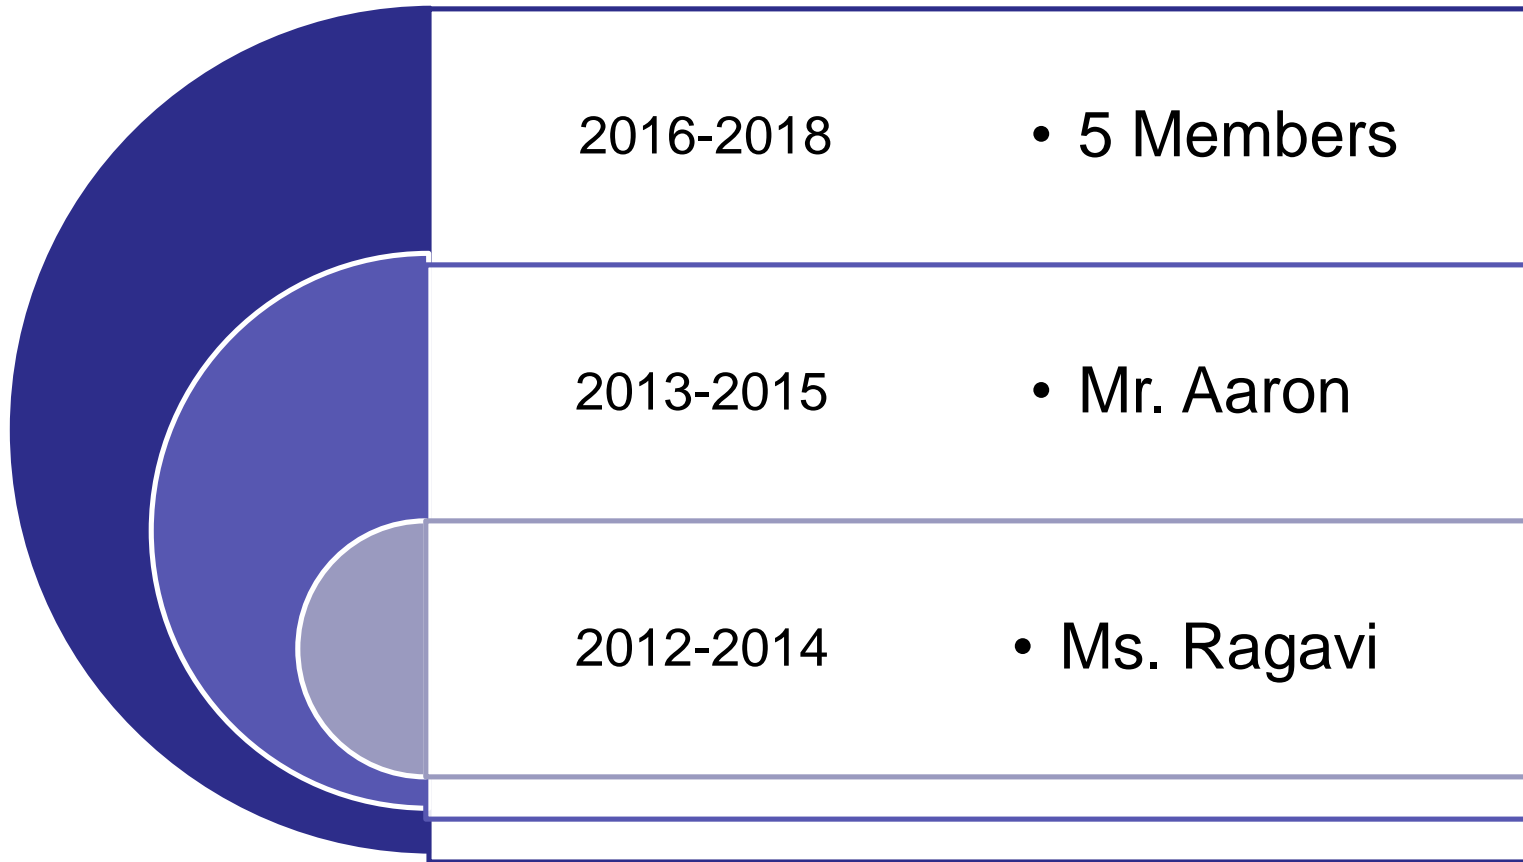 2016-2018 • 5 Members
2013-2015 • Mr. Aaron
2012-2014 • Ms. Ragavi